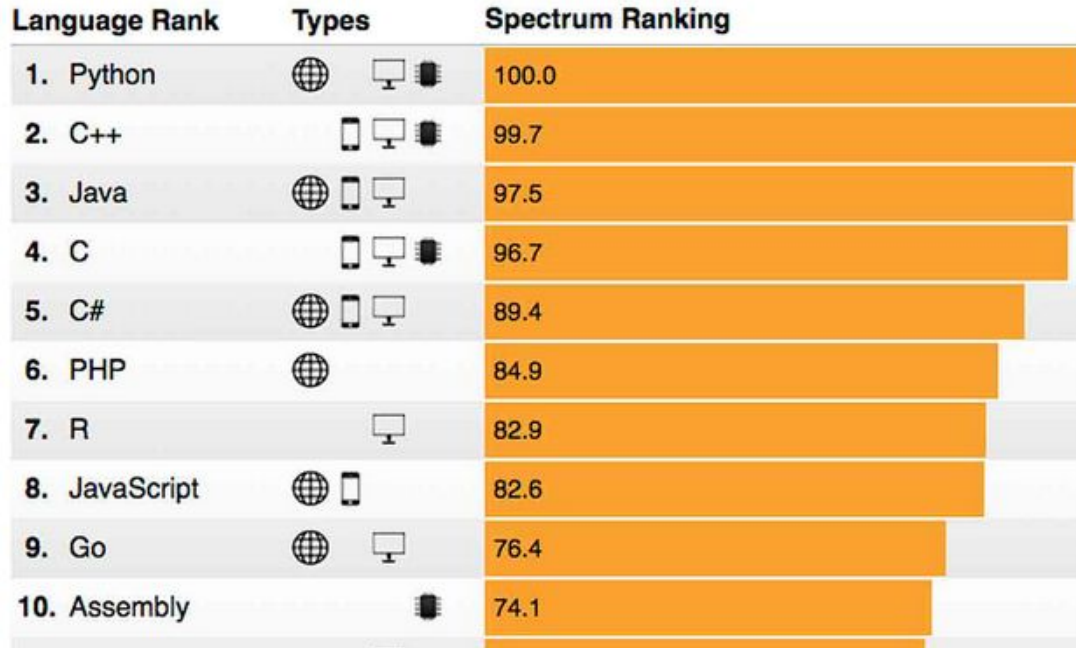 Language Rank Types Spectrum Ranking
1. Python 100.0
2. C++ 99.7
3. Java 97.5
4. C 96.7
5. C# 89.4
6. PHP 84.9
7. R 82.9
8. JavaScript 82.6
9. Go 76.4
10. Assembly 74.1